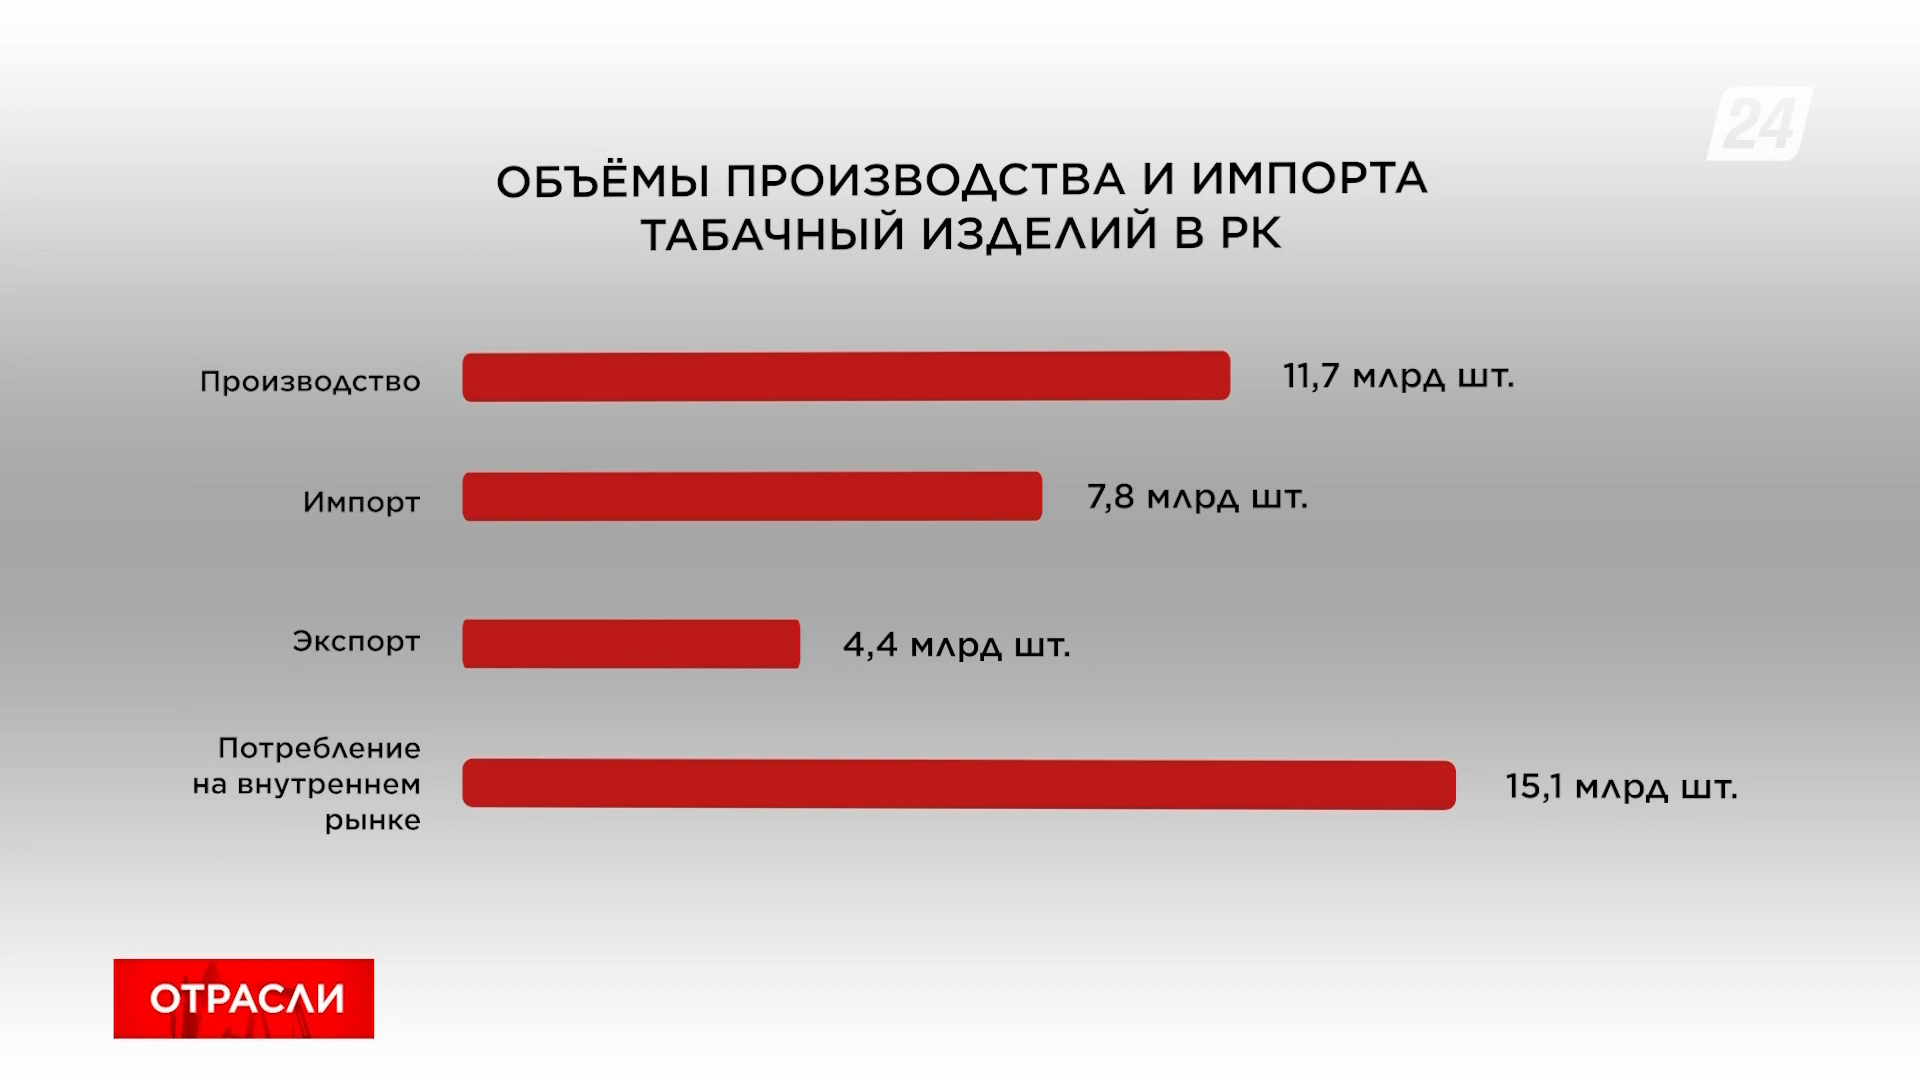 24
ОБЪЁМЫ ПРОИЗВОДСТВА И ИМПОРТА
ТАБАЧНЫЙ ИЗДЕЛИЙ В РК
Производство
11,7 млрд шт.
Импорт
7,8 млрд шт.
Экспорт
4,4 млрд шт.
Потребление
на внутреннем
рынке
15,1 млрд шт.
ОТРАСЛИ